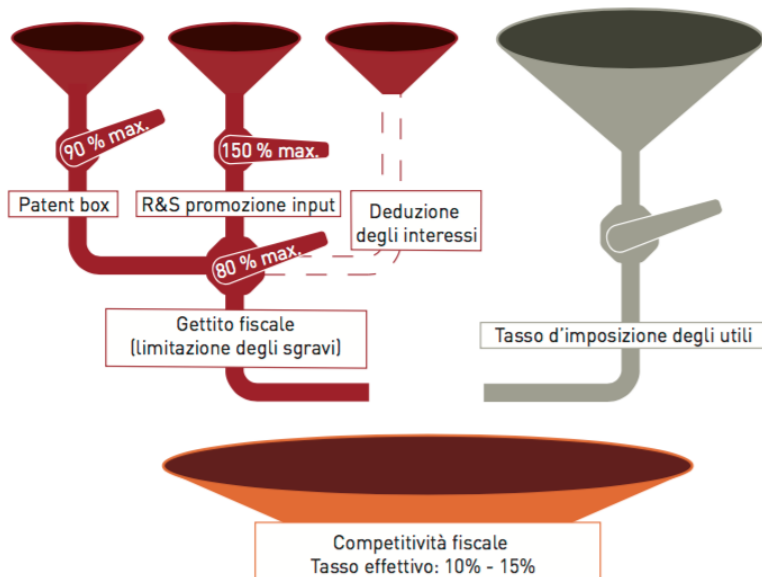 90 % max.
150 % max.
Patent box
R&S promozione input
Deduzione
degli interessi
80 % max.
Gettito fiscale
(limitazione degli sgravi)
Tasso d'imposizione degli utili
Competitività fiscale
Tasso effettivo: 10% - 15%